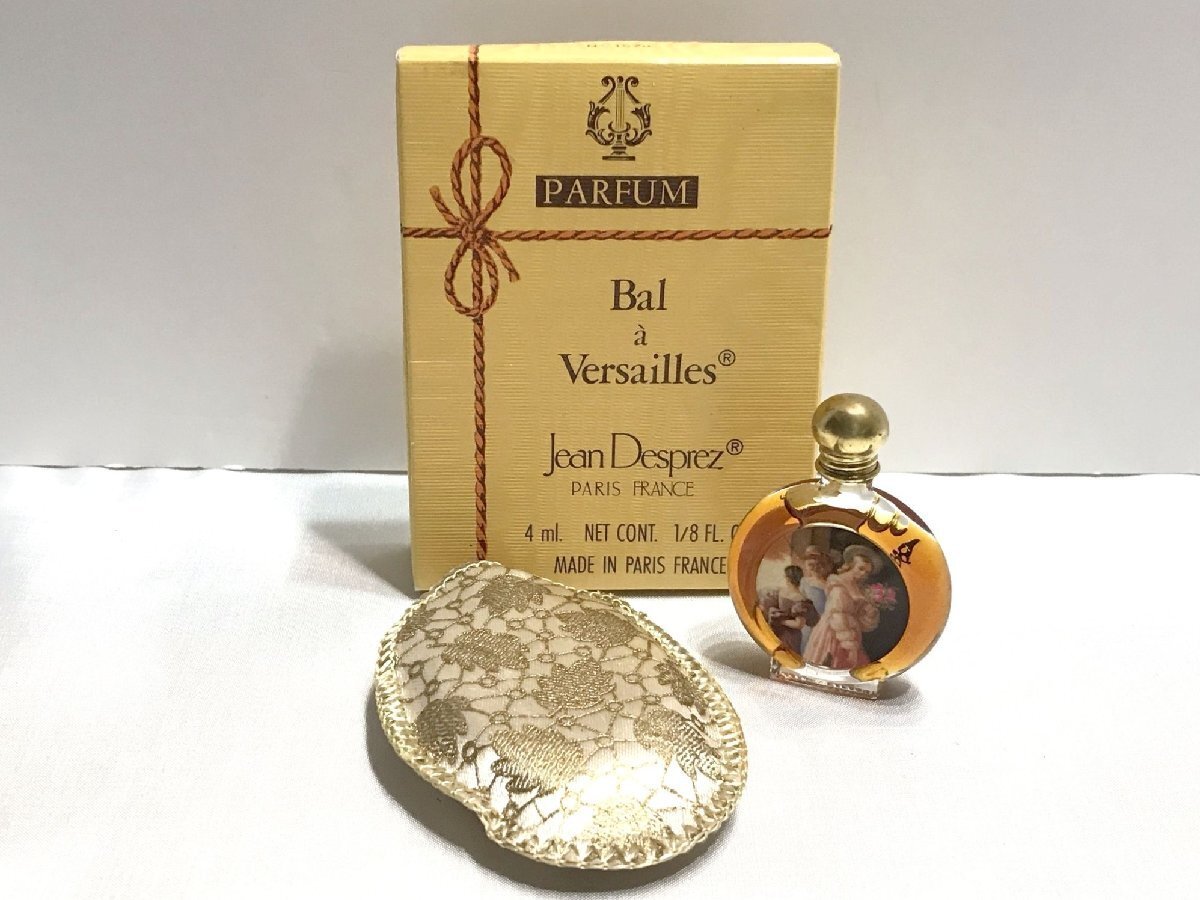 PARFUM
Bal
à
Versailles®
Jean Desprez®
PARIS FRANCE
4 ml. NET CONT. 1/8 FL.
MADE IN PARIS FRANCE